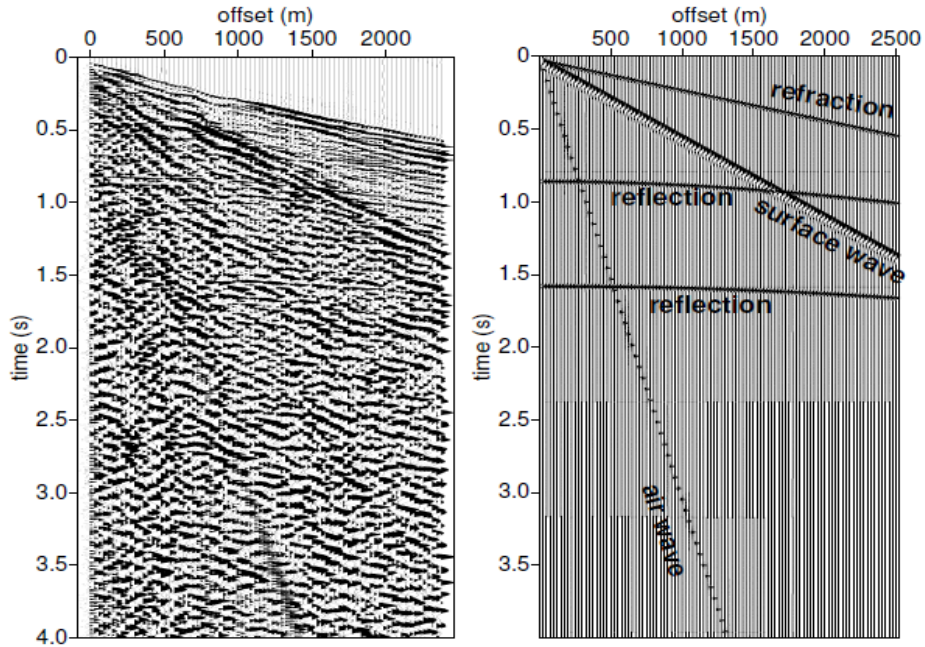 offset (m)
0 500 1000 1500 2000
0
0.5
1.0
1.5
2.0
2.5
3.0
3.5
4.0
time (s)
offset (m)
500 1000 1500 2000 2500
0
0.5
1.0
1.5
2.0
2.5
3.0
3.5
time (s)
refraction
reflection
surface wave
reflection
air wave